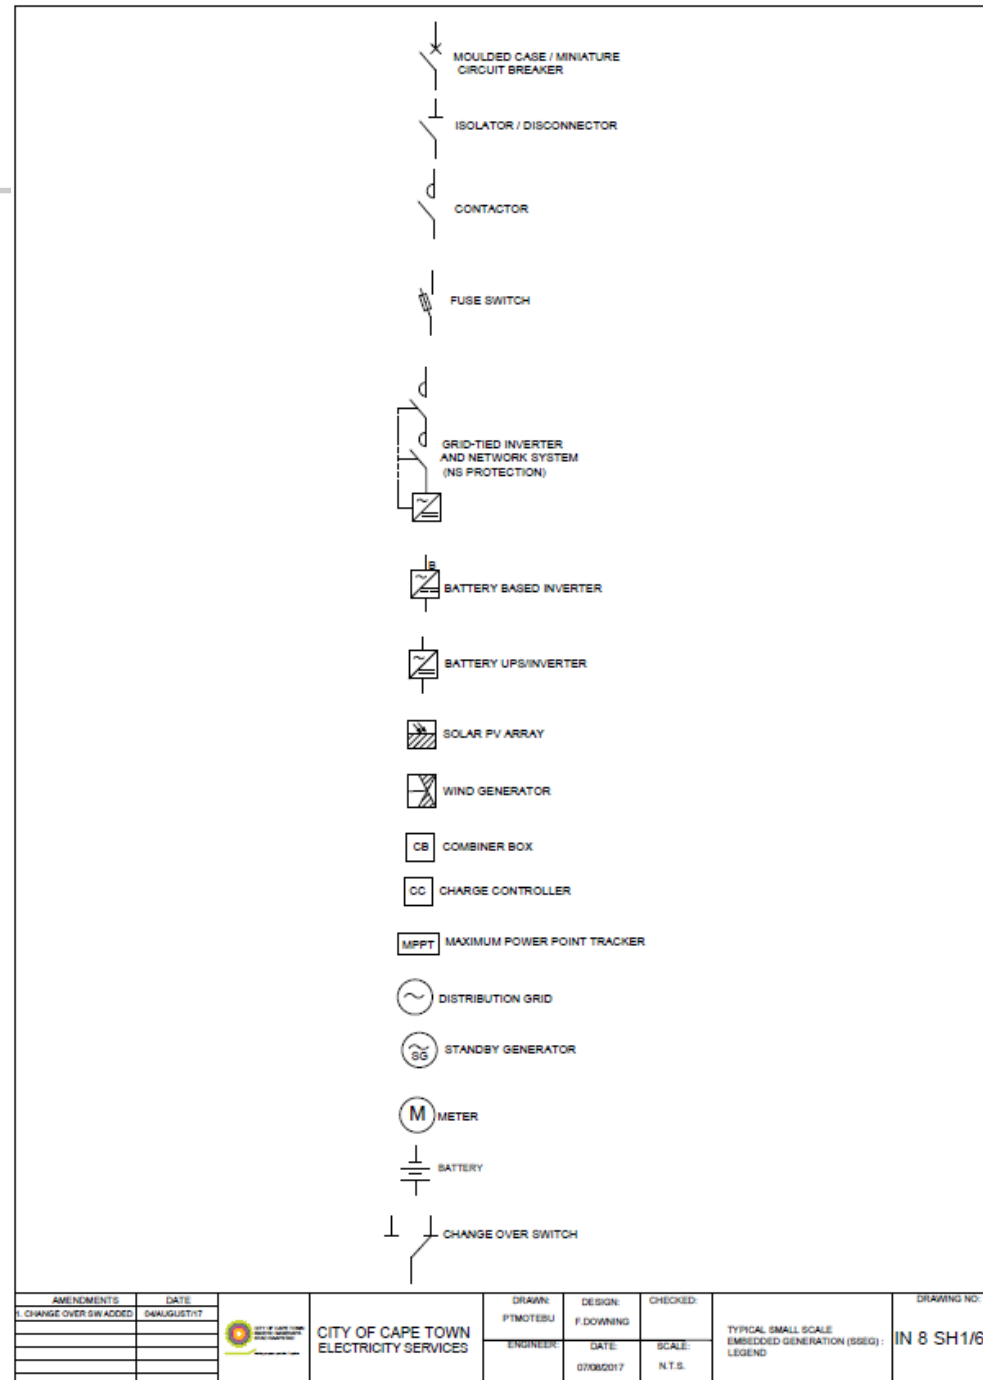 MOULDED CASE / MINIATURE
CIRCUIT BREAKER
ISOLATOR / DISCONNECTOR
CONTACTOR
FUSE SWITCH
GRID-TIED INVERTER
AND NETWORK SYSTEM
(NS PROTECTION)
B
BATTERY BASED INVERTER
BATTERY UPS/INVERTER
SOLAR PV ARRAY
WIND GENERATOR
CB COMBINER BOX
CC CHARGE CONTROLLER
MPPT MAXIMUM POWER POINT TRACKER
DISTRIBUTION GRID
SG STANDBY GENERATOR
M METER
BATTERY
CHANGE OVER SWITCH
AMENDMENTS DATE
1. CHANGE OVER SW ADDED 04/AUGUST/17
CITY OF CAPE TOWN
CITY OF CAPE TOWN
ELECTRICITY SERVICES
DRAWN:
PTMOTEBU
ENGINEER:
DESIGN:
F.DOWNING
DATE:
07/08/2017
CHECKED:
SCALE:
N.T.S.
TYPICAL SMALL SCALE
EMBEDDED GENERATION (SSEG) :
LEGEND
DRAWING NO:
IN 8 SH1/6